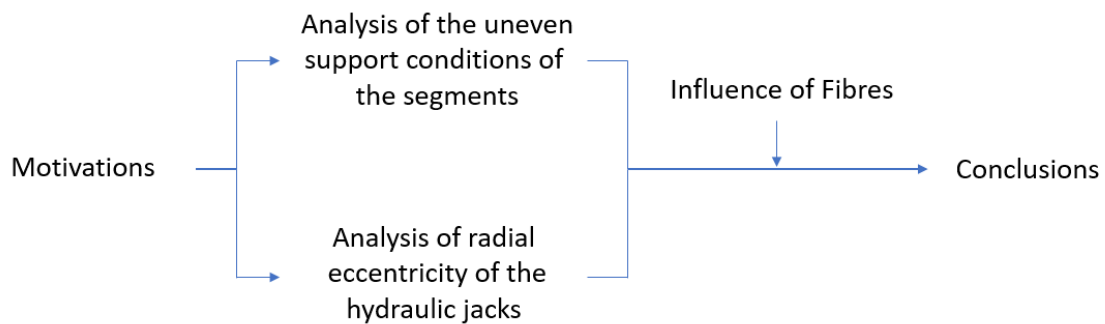 Motivations
Analysis of the uneven
support conditions of
the segments
Analysis of radial
eccentricity of the
hydraulic jacks
Influence of Fibres
Conclusions